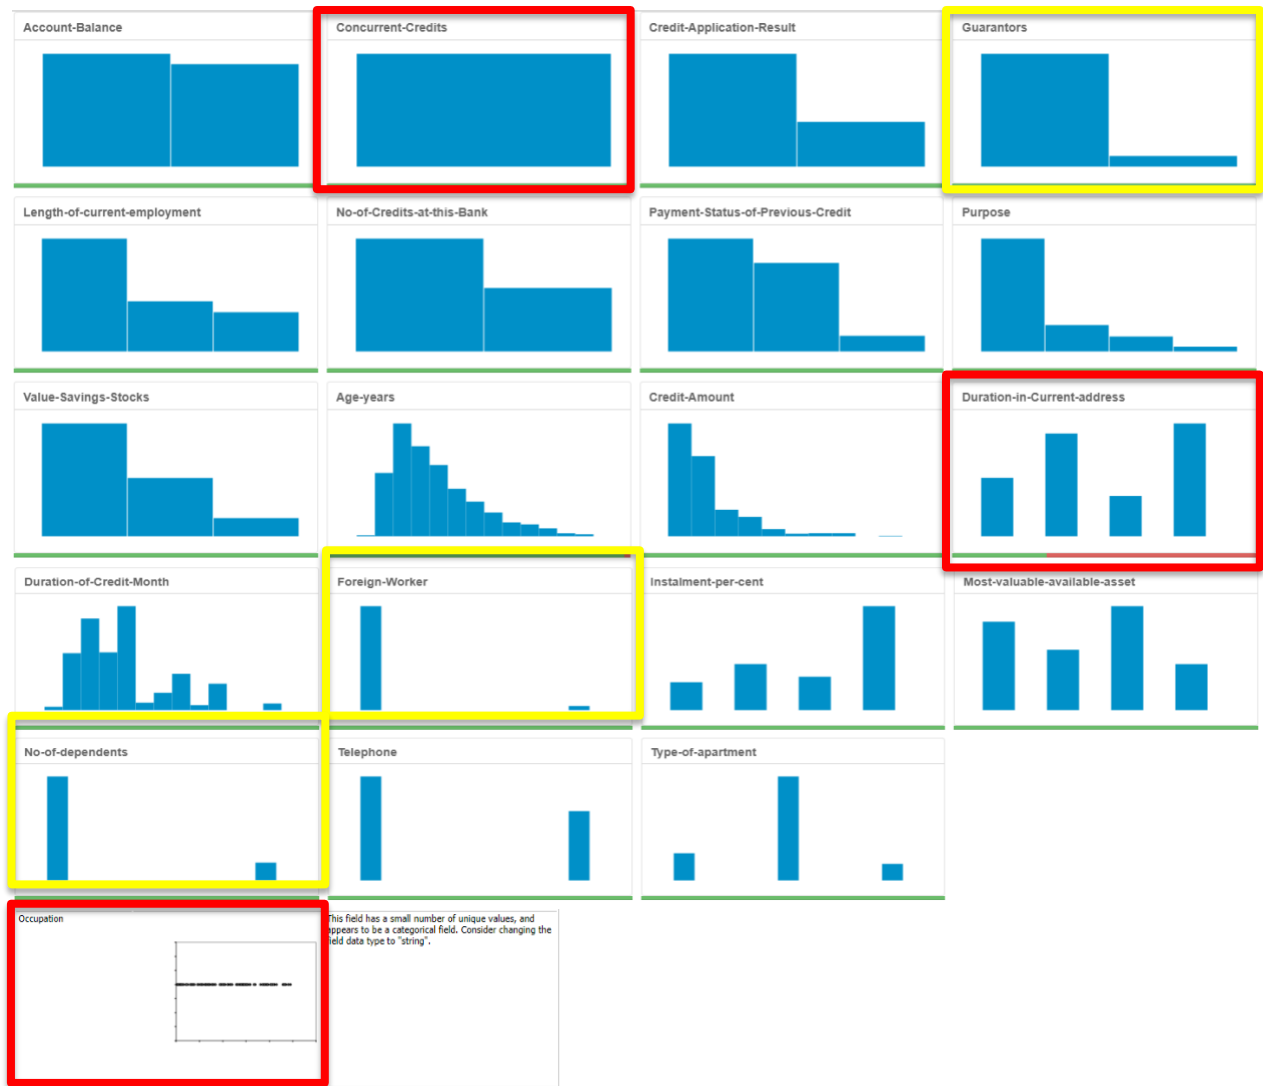 Account-Balance
Concurrent-Credits
Credit-Application-Result
Guarantors
Length-of-current-employment
No-of-Credits-at-this-Bank
Payment-Status-of-Previous-Credit
Purpose
Value-Savings-Stocks
Age-years
Credit-Amount
Duration-in-Current-address
Duration-of-Credit-Month
Foreign-Worker
Instalment-per-cent
Most-valuable-available-asset
No-of-dependents
Telephone
Type-of-apartment
Occupation
This field has a small number of unique values, and
appears to be a categorical field. Consider changing the
field data type to "string".